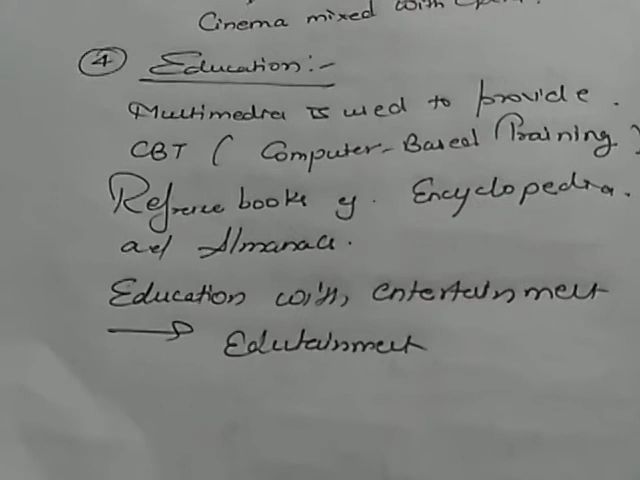 Cinema mixed with
④ Education:-
Multimedia is used to provide.
CBT ( Computer-Based Training )
Reference books eg. Encyclopedia.
and Almanac.
Education with entertainment
→ Edutainment